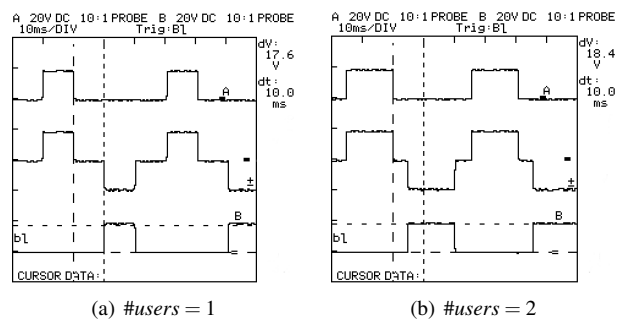 A 20V DC 10:1 PROBE B 20V DC 10:1 PROBE
10ms/DIV Trig:Bl
dV:
17.6
V
dt:
10.0
ms
A
±
B
bl
=
CURSOR DATA:
(a) #users = 1
A 20V DC 10:1 PROBE B 20V DC 10:1 PROBE
10ms/DIV Trig:Bl
dV:
18.4
V
dt:
10.0
ms
A
±
B
bl
=
CURSOR DATA:
(b) #users = 2